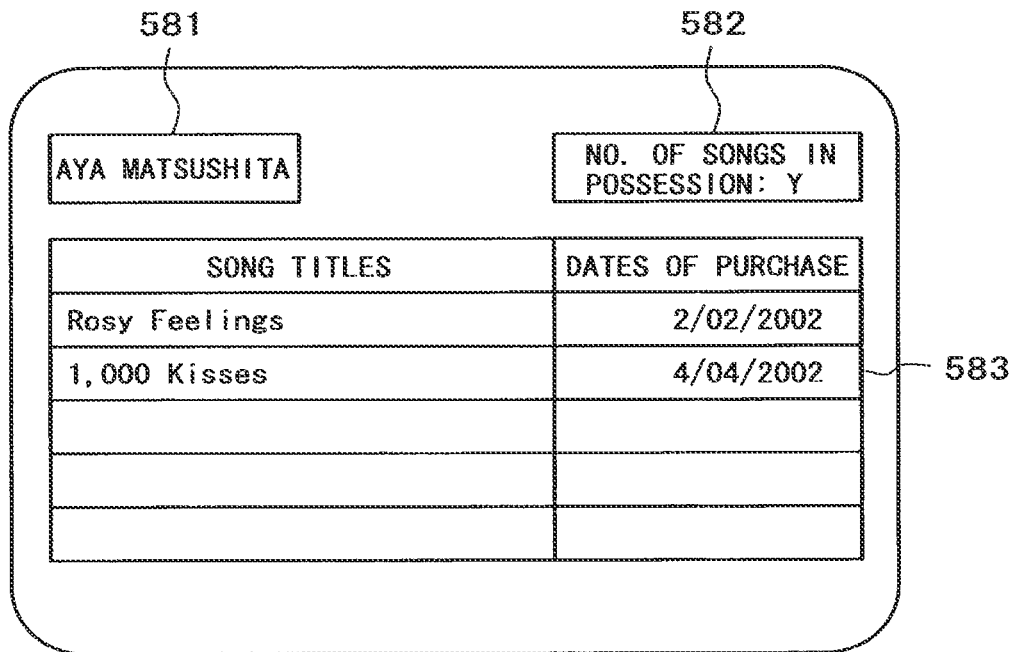 581
582
AYA MATSUSHITA
NO. OF SONGS IN
POSSESSION: Y
SONG TITLES
DATES OF PURCHASE
Rosy Feelings
2/02/2002
1,000 Kisses
4/04/2002
583